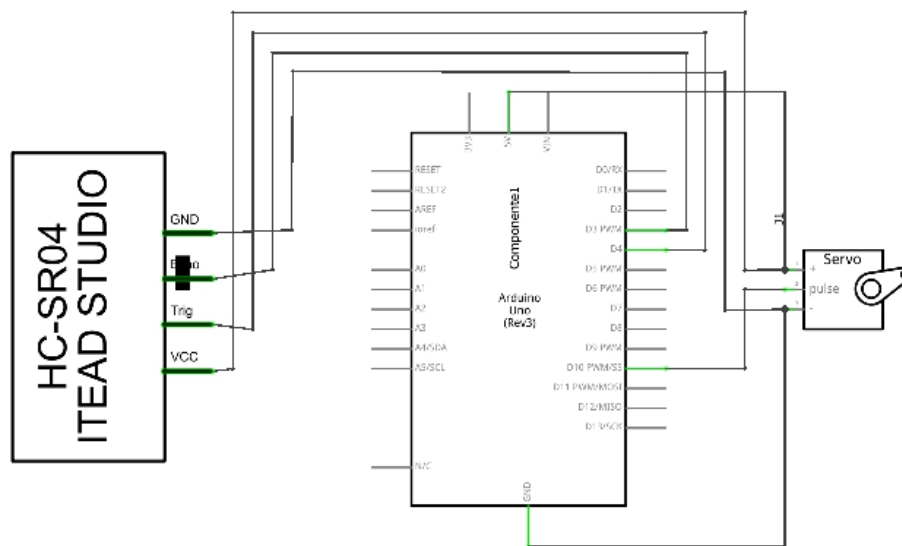 HC-SR04
ITEAD STUDIO
GND
Trig
VCC
3V3
5V
VIN
RESET
RESET2
AREF
ioref
A0
A1
A2
A3
A4/SDA
A5/SCL
N/C
Componente1
Arduino
Uno
(Rev3)
D0/RX
D1/TX
D2
D3 PWM
D4
D5 PWM
D6 PWM
D7
D8
D9 PWM
D10 PWM/SS
D11 PWM/MOSI
D12/MISO
D13/SCK
GND
J1
Servo
+
pulse
-